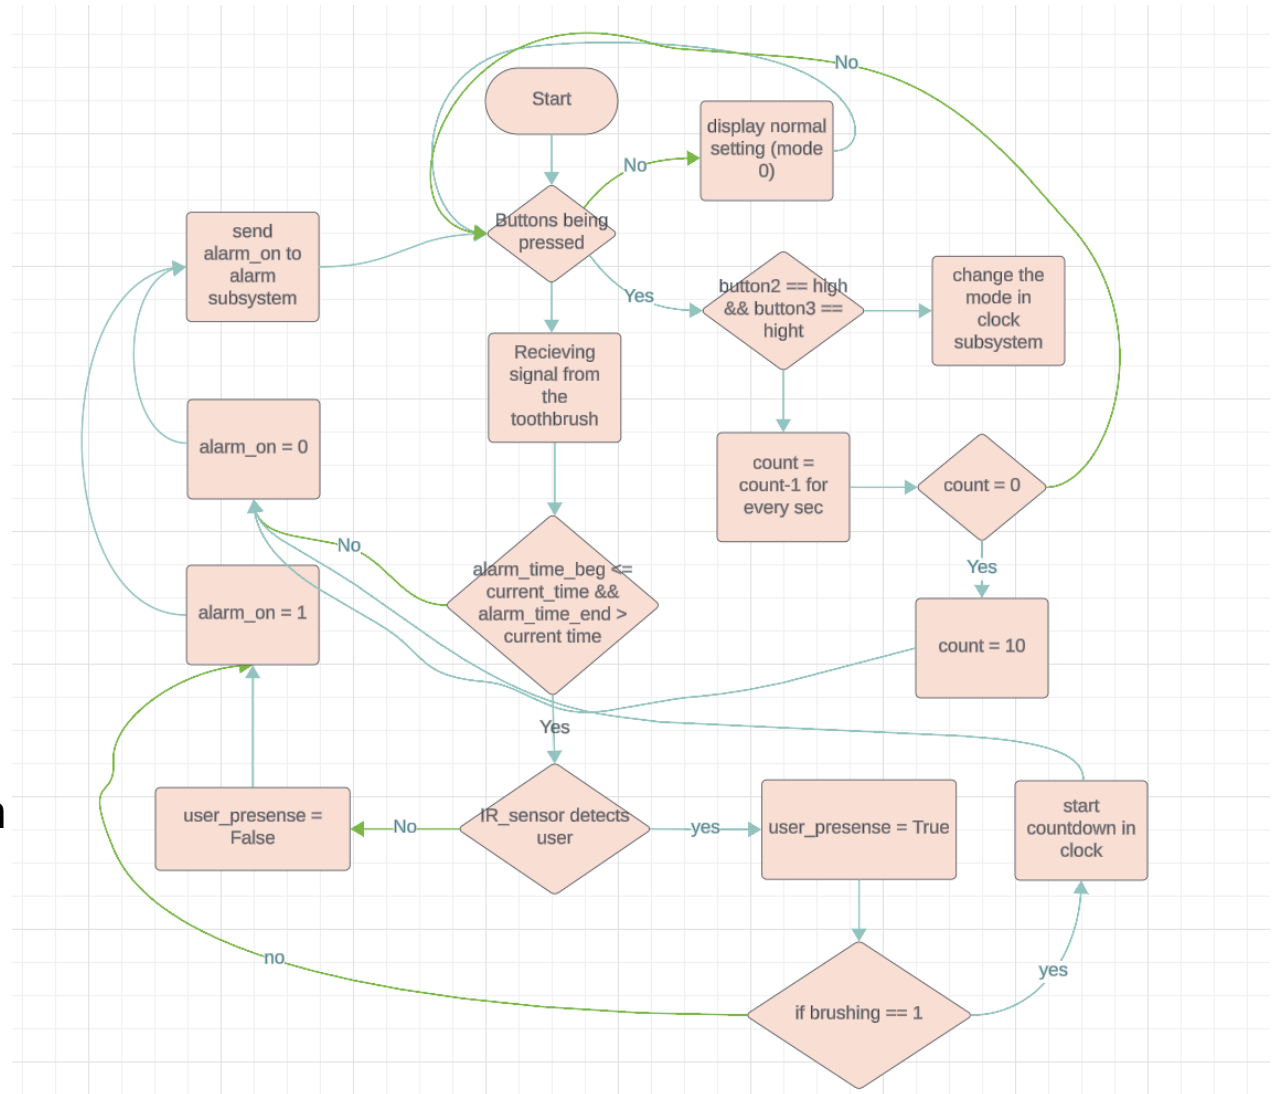 No
Start
display normal
setting (mode
0)
No
Buttons being
pressed
send
alarm_on to
alarm
subsystem
Yes
button2 == high
&& button3 ==
hight
change the
mode in
clock
subsystem
Recieving
signal from
the
toothbrush
alarm_on = 0
count =
count-1 for
every sec
count = 0
No
Yes
alarm_time_beg <=
current_time &&
alarm_time_end >
current time
alarm_on = 1
count = 10
Yes
user_presense =
False
No
IR_sensor detects
user
yes
user_presense = True
start
countdown in
clock
no
yes
if brushing == 1